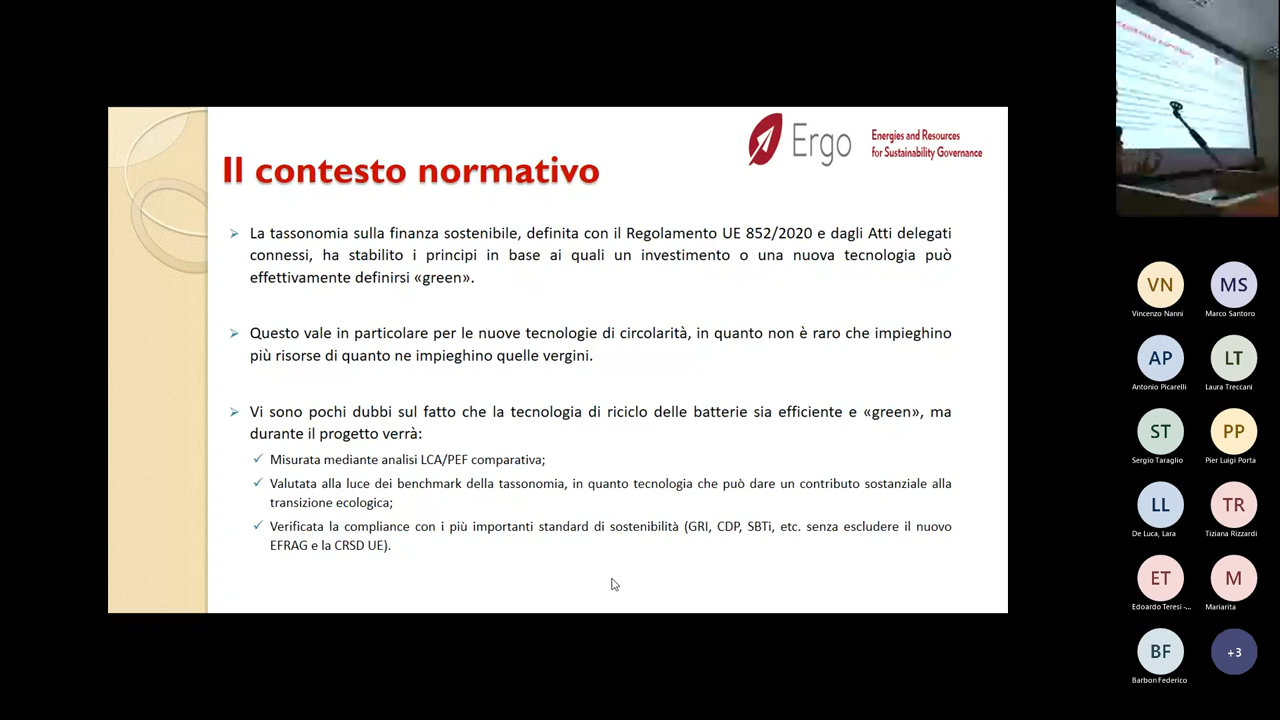 Ergo
Energies and Resources
for Sustainability Governance
Il contesto normativo
La tassonomia sulla finanza sostenibile, definita con il Regolamento UE 852/2020 e dagli Atti delegati
connessi, ha stabilito i principi in base ai quali un investimento o una nuova tecnologia può
effettivamente definirsi «green».
Questo vale in particolare per le nuove tecnologie di circolarità, in quanto non è raro che impieghino
più risorse di quanto ne impieghino quelle vergini.
Vi sono pochi dubbi sul fatto che la tecnologia di riciclo delle batterie sia efficiente e «green», ma
durante il progetto verrà:
Misurata mediante analisi LCA/PEF comparativa;
Valutata alla luce dei benchmark della tassonomia, in quanto tecnologia che può dare un contributo sostanziale alla
transizione ecologica;
Verificata la compliance con i più importanti standard di sostenibilità (GRI, CDP, SBTi, etc. senza escludere il nuovo
EFRAG e la CRSD UE).
contesto normativo
VN
MS
Vincenzo Nanni
Marco Santoro
AP
LT
Antonio Picarelli
Laura Treccani
ST
PP
Sergio Taraglio
Pier Luigi Porta
LL
TR
De Luca, Lara
Tiziana Rizzardi
ET
M
Edoardo Teresi -...
Mariarita
BF
+3
Barbon Federico